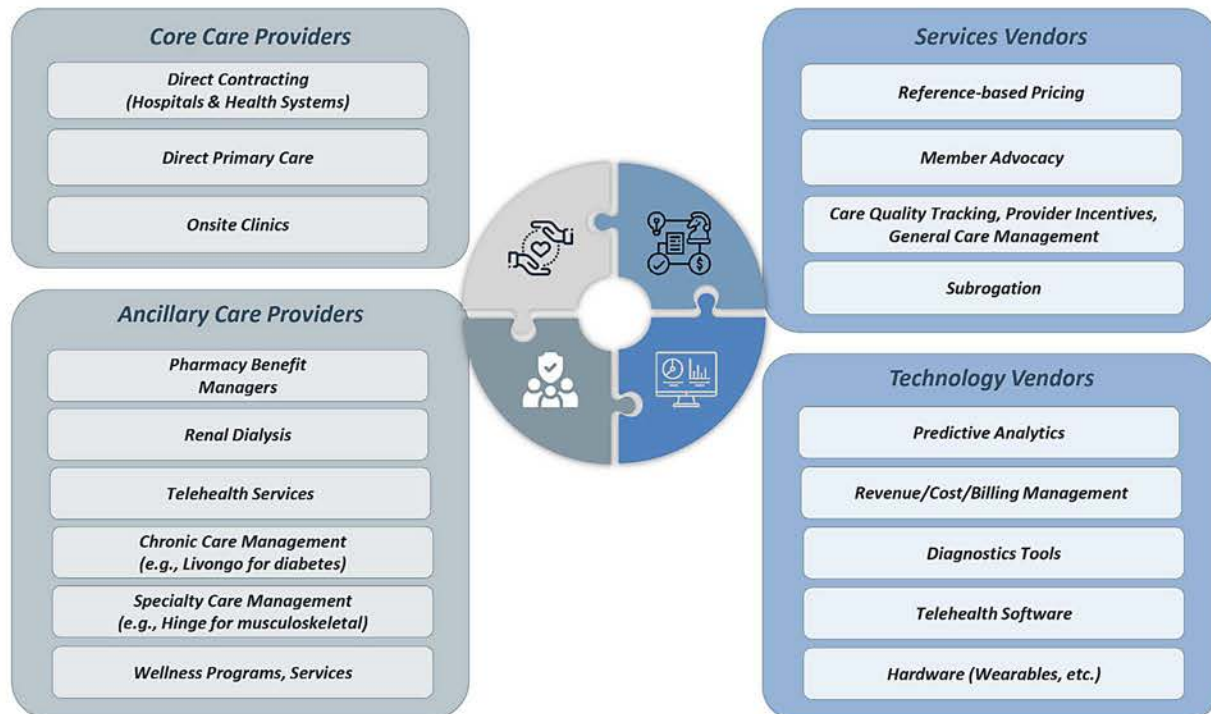 Core Care Providers
Direct Contracting
(Hospitals & Health Systems)
Direct Primary Care
Onsite Clinics
Ancillary Care Providers
Pharmacy Benefit
Managers
Renal Dialysis
Telehealth Services
Chronic Care Management
(e.g., Livongo for diabetes)
Specialty Care Management
(e.g., Hinge for musculoskeletal)
Wellness Programs, Services
Services Vendors
Reference-based Pricing
Member Advocacy
Care Quality Tracking, Provider Incentives,
General Care Management
Subrogation
Technology Vendors
Predictive Analytics
Revenue/Cost/Billing Management
Diagnostics Tools
Telehealth Software
Hardware (Wearables, etc.)